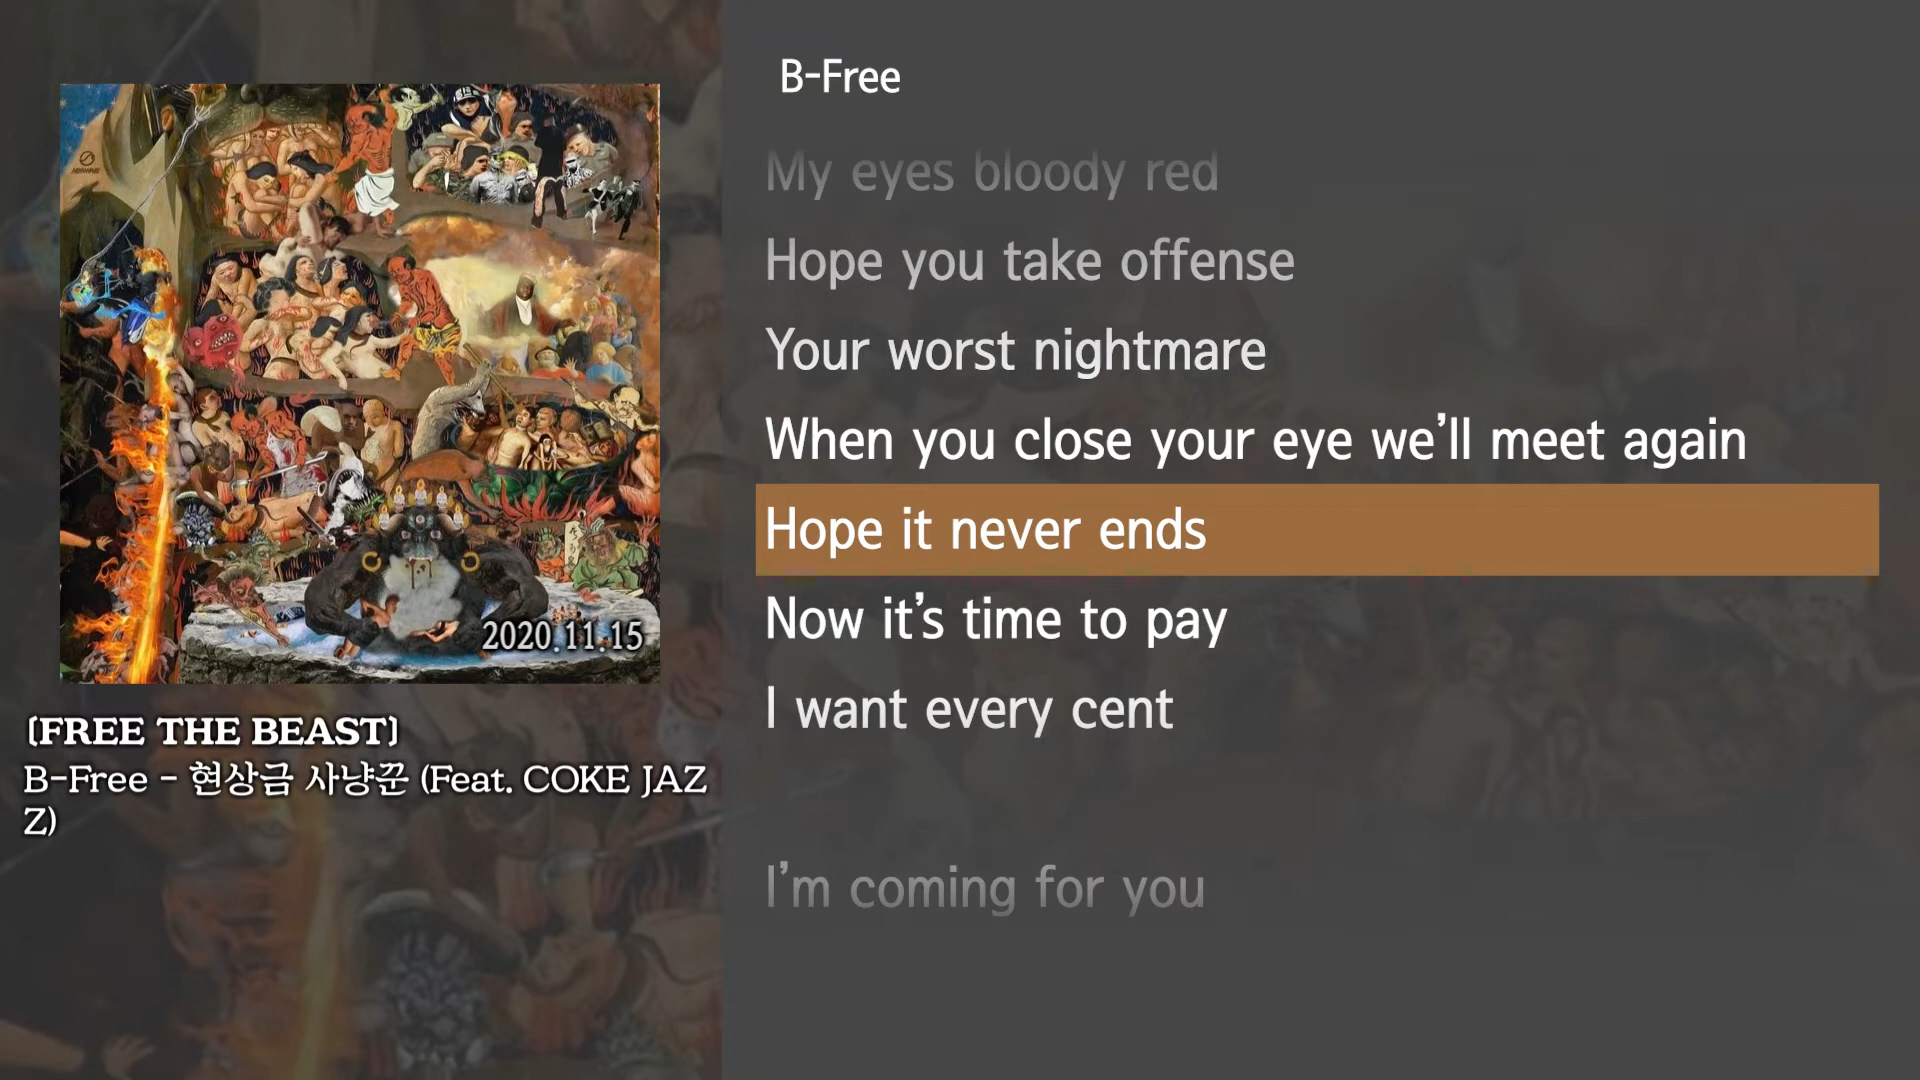 B-Free
My eyes bloody red
Hope you take offense
Your worst nightmare
When you close your eye we'll meet again
Hope it never ends
Now it's time to pay
I want every cent
I'm coming for you
2020.11.15
[FREE THE BEAST]
B-Free - 현상금 사냥꾼 (Feat. COKE JAZ
Z)